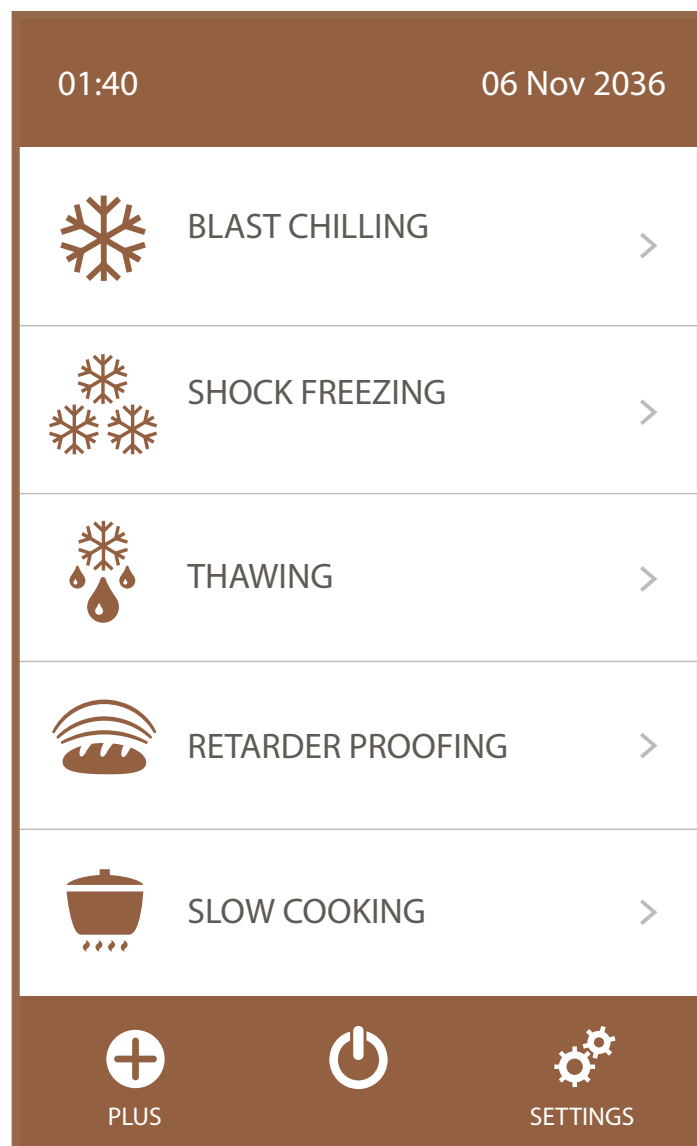 01:40
06 Nov 2036
BLAST CHILLING
SHOCK FREEZING
THAWING
RETARDER PROOFING
SLOW COOKING
PLUS
SETTINGS